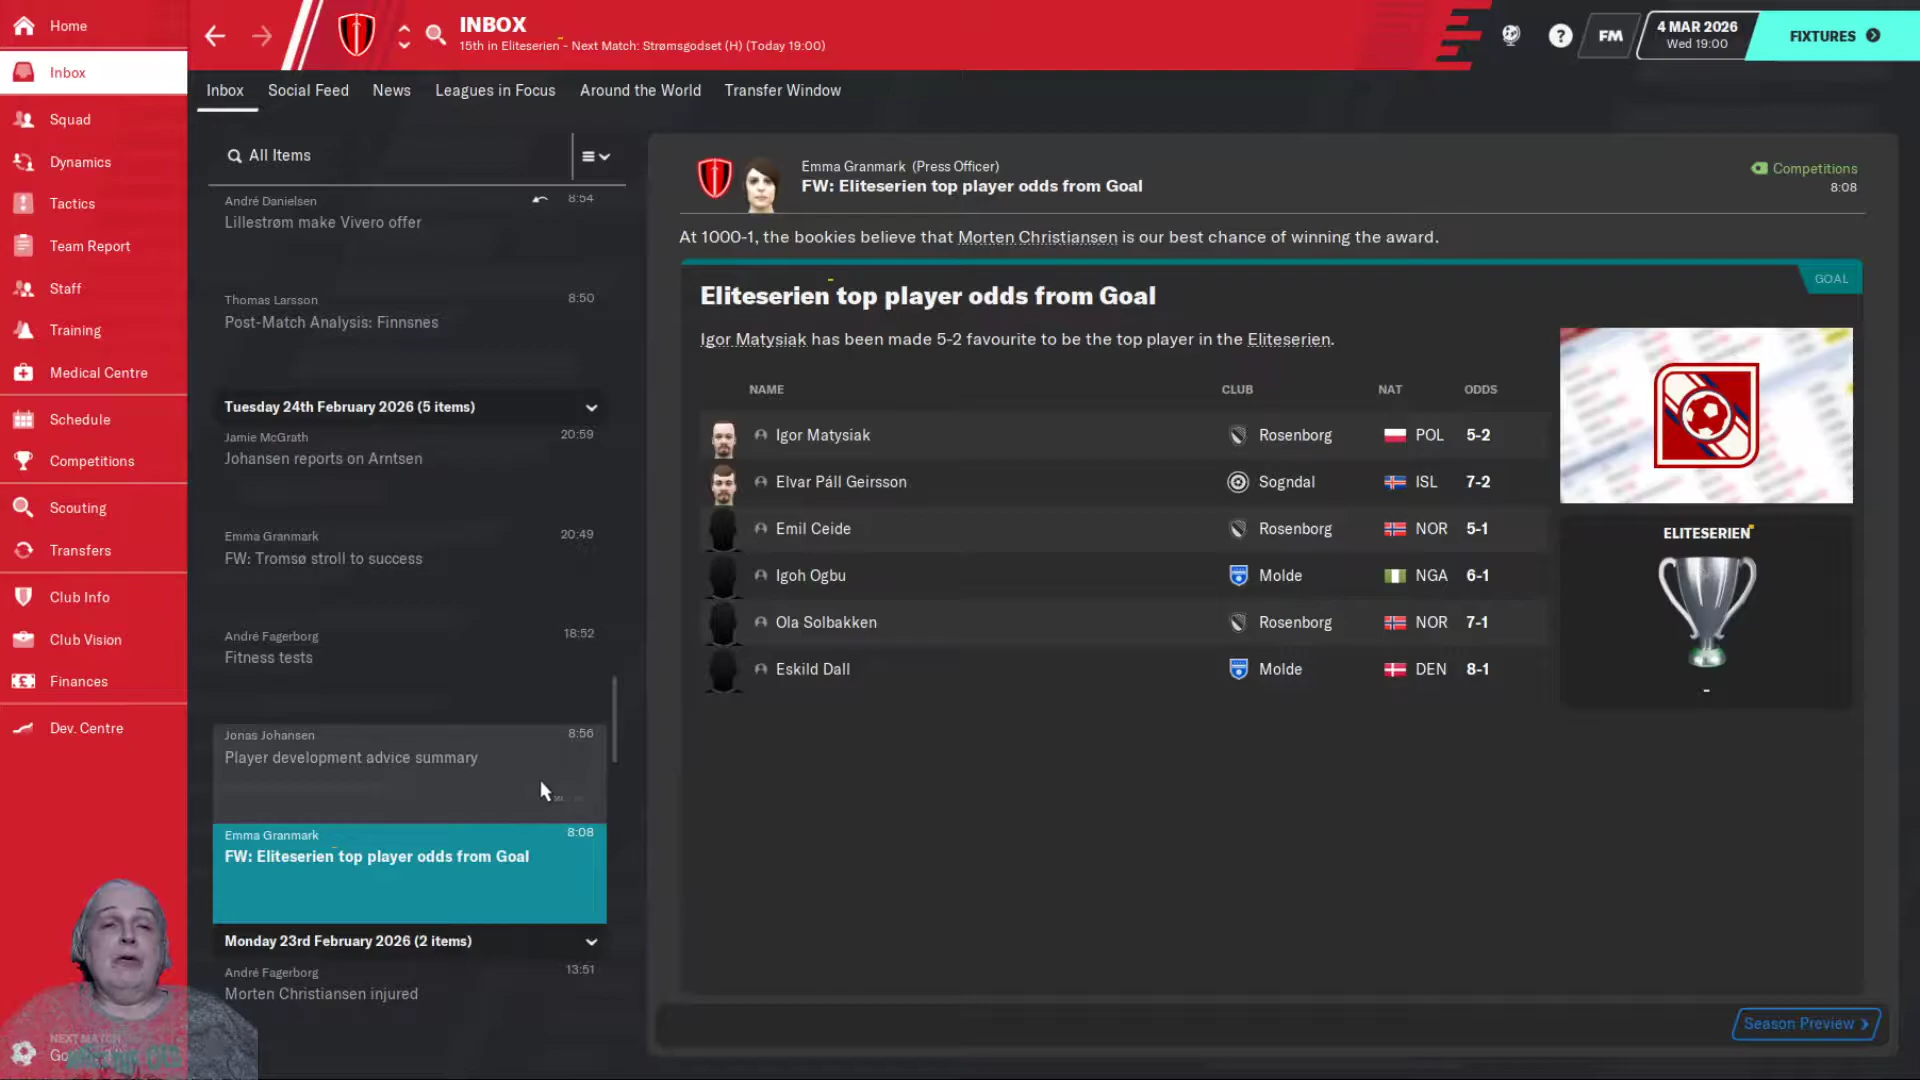 Home
Inbox
Squad
Dynamics
Tactics
Team Report
Staff
Training
Medical Centre
Schedule
Competitions
Scouting
Transfers
Club Info
Club Vision
Finances
Dev. Centre
NEXT MATCH
INBOX
15th in Eliteserien - Next Match: Strømsgodset (H) (Today 19:00)
FM
4 MAR 2026
Wed 19:00
FIXTURES
Inbox Social Feed News Leagues in Focus Around the World Transfer Window
All Items
André Danielsen 8:54
Lillestrøm make Vivero offer
Thomas Larsson 8:50
Post-Match Analysis: Finnsnes
Tuesday 24th February 2026 (5 items)
Jamie McGrath 20:59
Johansen reports on Arntsen
Emma Granmark 20:49
FW: Tromsø stroll to success
André Fagerborg 18:52
Fitness tests
Jonas Johansen 8:56
Player development advice summary
Emma Granmark 8:08
FW: Eliteserien top player odds from Goal
Monday 23rd February 2026 (2 items)
André Fagerborg 13:51
Morten Christiansen injured
Emma Granmark (Press Officer)
FW: Eliteserien top player odds from Goal
Competitions
8:08
At 1000-1, the bookies believe that Morten Christiansen is our best chance of winning the award.
GOAL
Eliteserien top player odds from Goal
Igor Matysiak has been made 5-2 favourite to be the top player in the Eliteserien.
NAME CLUB NAT ODDS
Igor Matysiak Rosenborg POL 5-2
Elvar Páll Geirsson Sogndal ISL 7-2
Emil Ceide Rosenborg NOR 5-1
Igoh Ogbu Molde NGA 6-1
Ola Solbakken Rosenborg NOR 7-1
Eskild Dall Molde DEN 8-1
ELITESERIEN
-
Season Preview